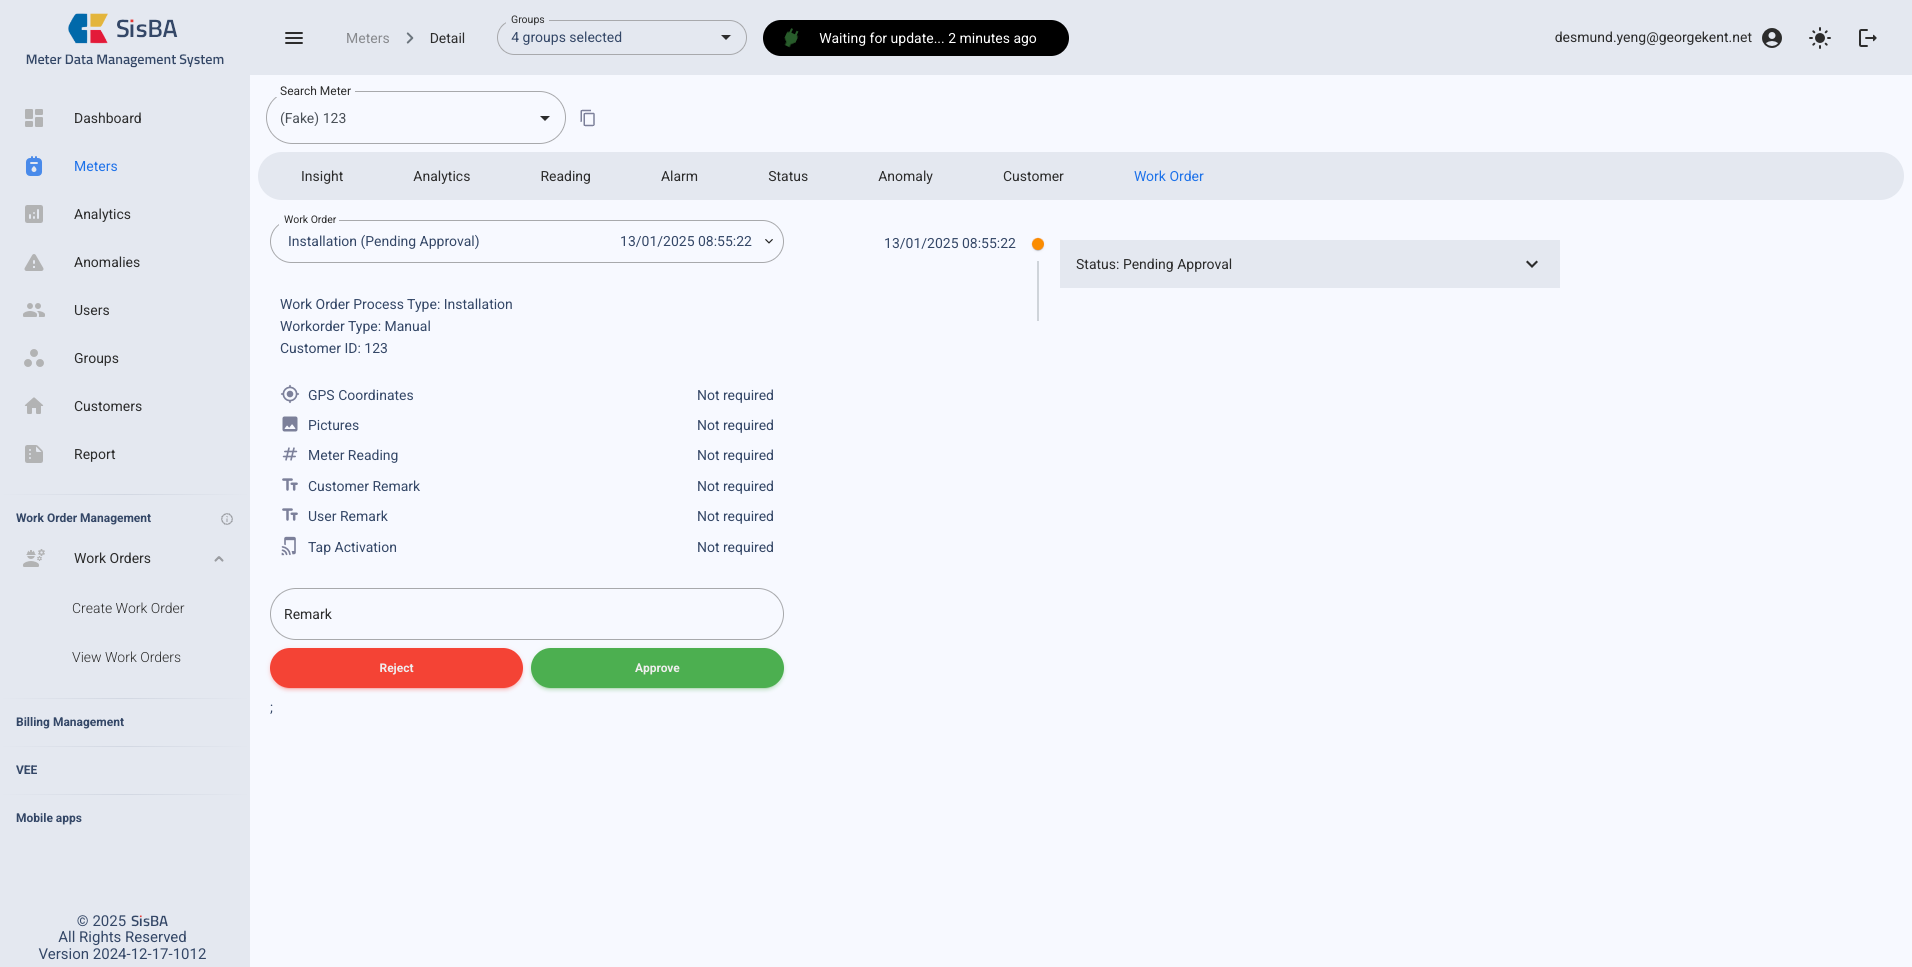 SisBA
Meter Data Management System
Meters
Detail
Groups
4 groups selected
Waiting for update... 2 minutes ago
desmund.yeng@georgekent.net
Dashboard
Meters
Analytics
Anomalies
Users
Groups
Customers
Report
Work Order Management
Work Orders
Create Work Order
View Work Orders
Billing Management
VEE
Mobile apps
© 2025 SisBA
All Rights Reserved
Version 2024-12-17-1012
Search Meter
(Fake) 123
Insight Analytics Reading Alarm Status Anomaly Customer Work Order
Work Order
Installation (Pending Approval) 13/01/2025 08:55:22
Work Order Process Type: Installation
Workorder Type: Manual
Customer ID: 123
GPS Coordinates Not required
Pictures Not required
Meter Reading Not required
Customer Remark Not required
User Remark Not required
Tap Activation Not required
Remark
Reject Approve
;
13/01/2025 08:55:22
Status: Pending Approval